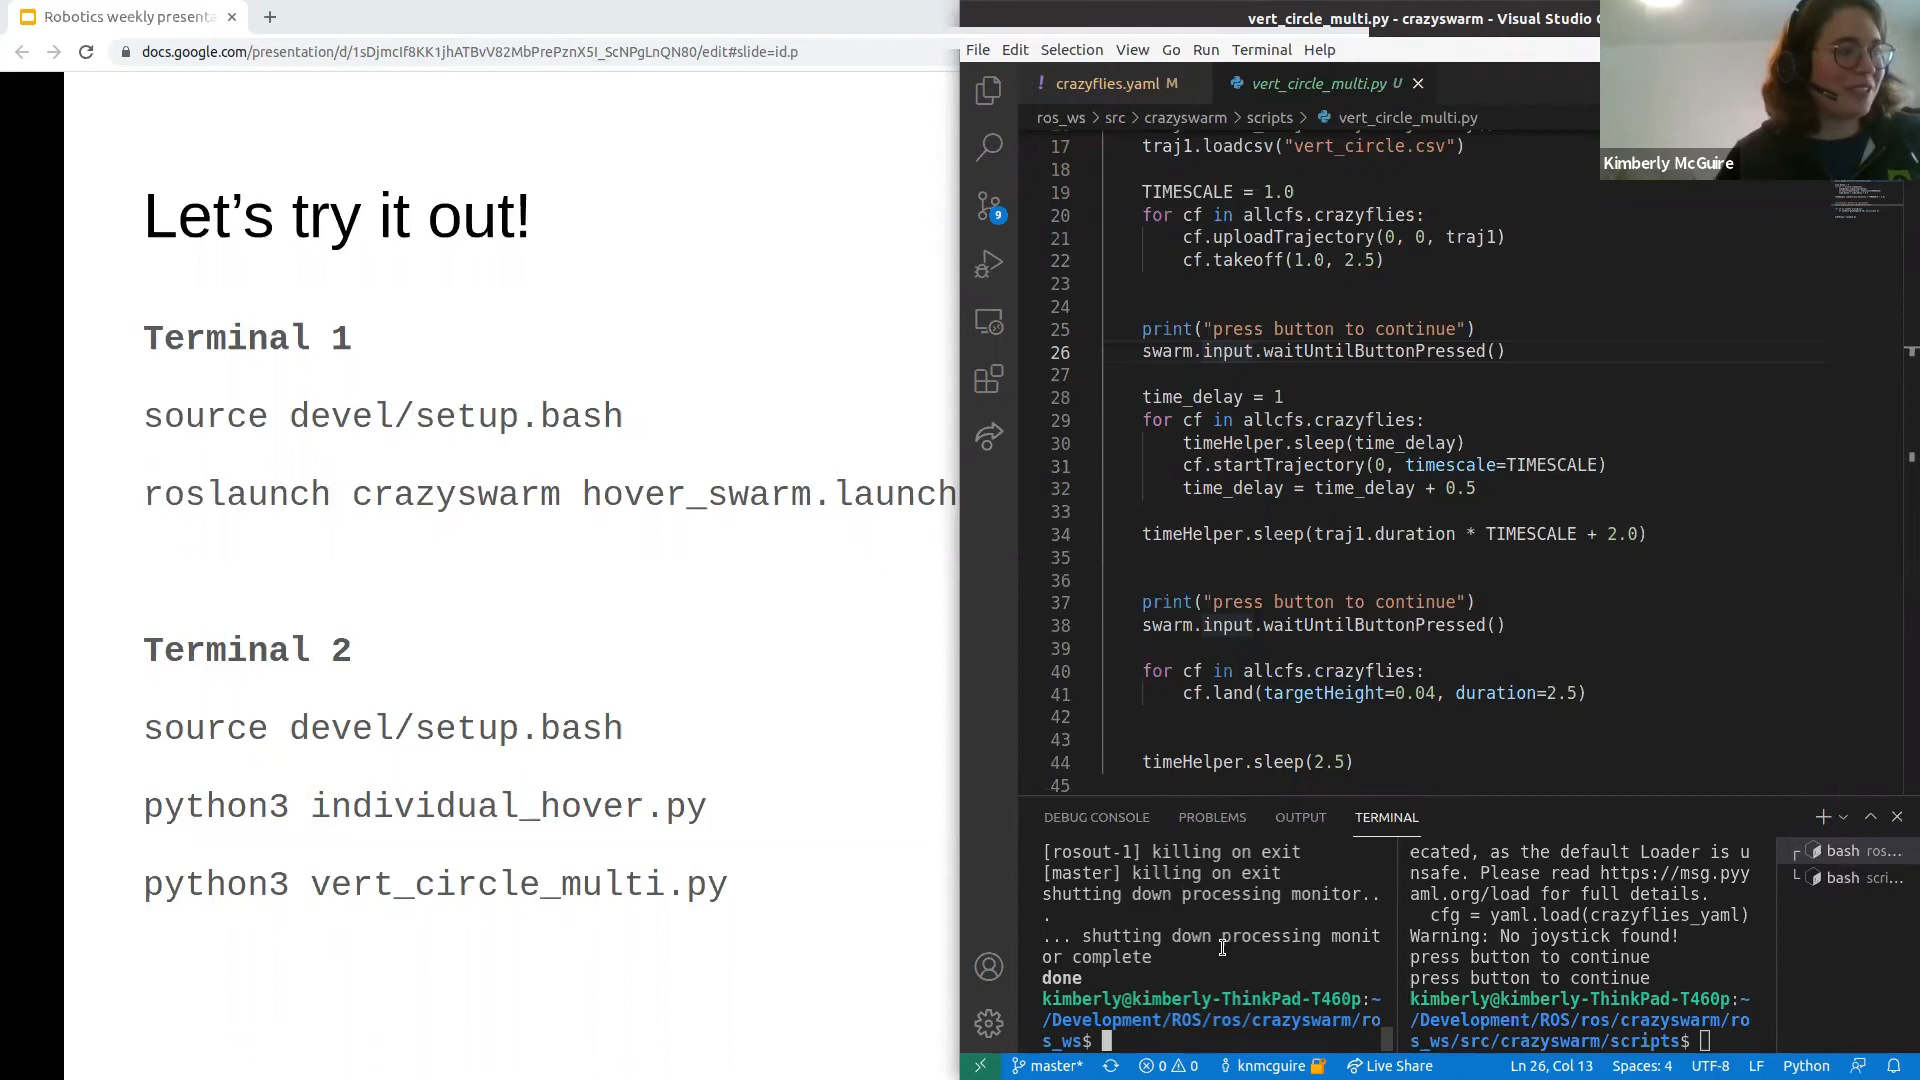 Robotics weekly presenta
docs.google.com/presentation/d/1sDjmcIf8KK1jhATBvV82MbPrePznX5I_ScNPgLnQN80/edit#slide=id.p
Let's try it out!
Terminal 1
source devel/setup.bash
roslaunch crazyswarm hover_swarm.launch
Terminal 2
source devel/setup.bash
python3 individual_hover.py
python3 vert_circle_multi.py
vert_circle_multi.py - crazyswarm - Visual Studio
File Edit Selection View Go Run Terminal Help
! crazyflies.yaml M
vert_circle_multi.py U
ros_ws > src > crazyswarm > scripts > vert_circle_multi.py
Kimberly McGuire
9
17 traj1.loadcsv("vert_circle.csv")
18
19 TIMESCALE = 1.0
20 for cf in allcfs.crazyflies:
21 cf.uploadTrajectory(0, 0, traj1)
22 cf.takeoff(1.0, 2.5)
23
24
25 print("press button to continue")
26 swarm.input.waitUntilButtonPressed()
27
28 time_delay = 1
29 for cf in allcfs.crazyflies:
30 timeHelper.sleep(time_delay)
31 cf.startTrajectory(0, timescale=TIMESCALE)
32 time_delay = time_delay + 0.5
33
34 timeHelper.sleep(traj1.duration * TIMESCALE + 2.0)
35
36
37 print("press button to continue")
38 swarm.input.waitUntilButtonPressed()
39
40 for cf in allcfs.crazyflies:
41 cf.land(targetHeight=0.04, duration=2.5)
42
43
44 timeHelper.sleep(2.5)
45
DEBUG CONSOLE PROBLEMS OUTPUT TERMINAL
[rosout-1] killing on exit
[master] killing on exit
shutting down processing monitor..
.
... shutting down processing monit
or complete
done
kimberly@kimberly-ThinkPad-T460p:~
/Development/ROS/ros/crazyswarm/ro
s_ws$
ecated, as the default Loader is u
nsafe. Please read https://msg.pyy
aml.org/load for full details.
cfg = yaml.load(crazyflies_yaml)
Warning: No joystick found!
press button to continue
press button to continue
kimberly@kimberly-ThinkPad-T460p:~
/Development/ROS/ros/crazyswarm/ro
s_ws/src/crazyswarm/scripts$
bash ros...
bash scri...
master* 0 0 knmcguire Live Share Ln 26, Col 13 Spaces: 4 UTF-8 LF Python